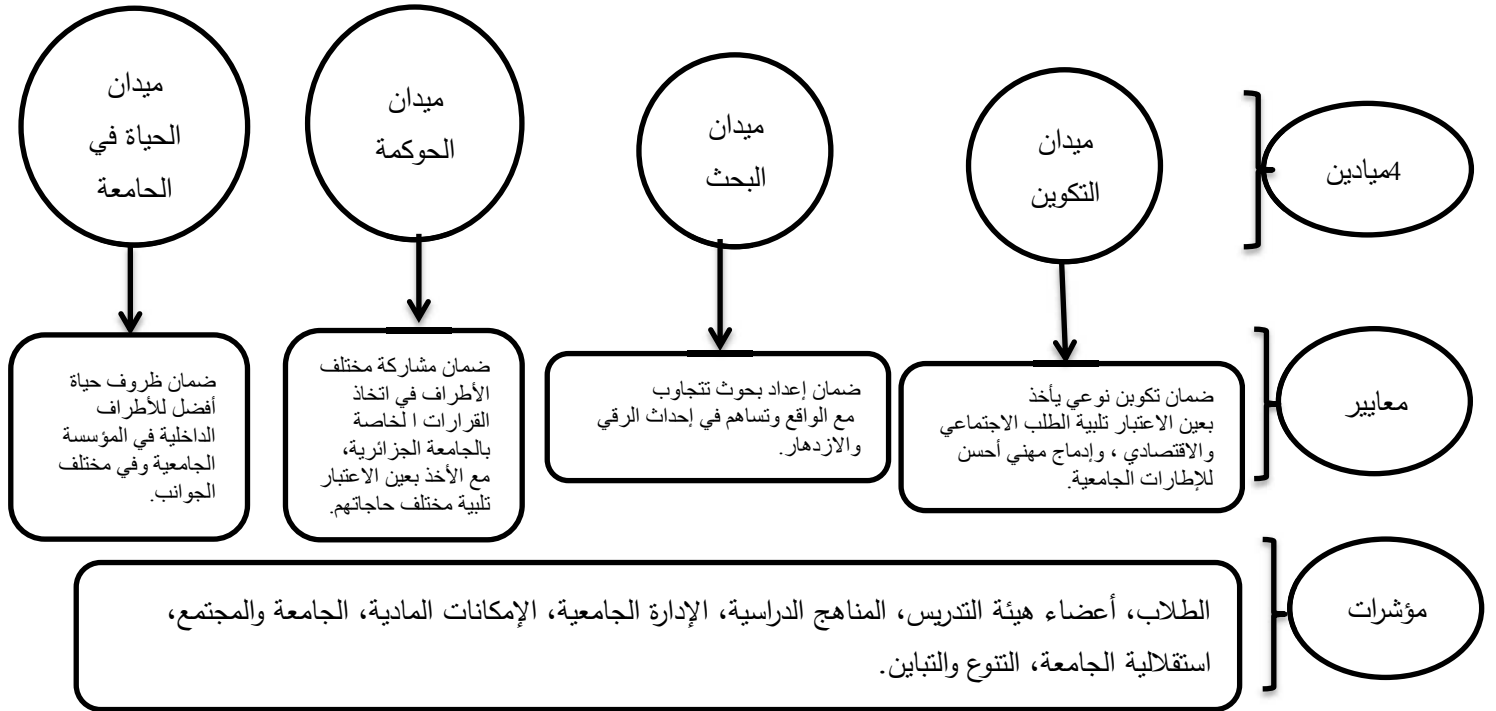 4ميادين
ميدان
التكوين
ميدان
البحث
ميدان
الحوكمة
ميدان
الحياة في
الحامعة
معايير
ضمان تكوبن نوعي يأخذ
بعين الاعتبار تلبية الطلب الاجتماعي
والاقتصادي ، وإدماج مهني أحسن
للإطارات الجامعية.
ضمان إعداد بحوث تتجاوب
مع الواقع وتساهم في إحداث الرقي
والازدهار.
ضمان مشاركة مختلف
الأطراف في اتخاذ
القرارات ا لخاصة
بالجامعة الجزائرية،
مع الأخذ بعين الاعتبار
تلبية مختلف حاجاتهم.
ضمان ظروف حياة
أفضل للأطراف
الداخلية في المؤسسة
الجامعية وفي مختلف
الجوانب.
مؤشرات
الطلاب، أعضاء هيئة التدريس، المناهج الدراسية، الإدارة الجامعية، الإمكانات المادية، الجامعة والمجتمع،
استقلالية الجامعة، التنوع والتباين.